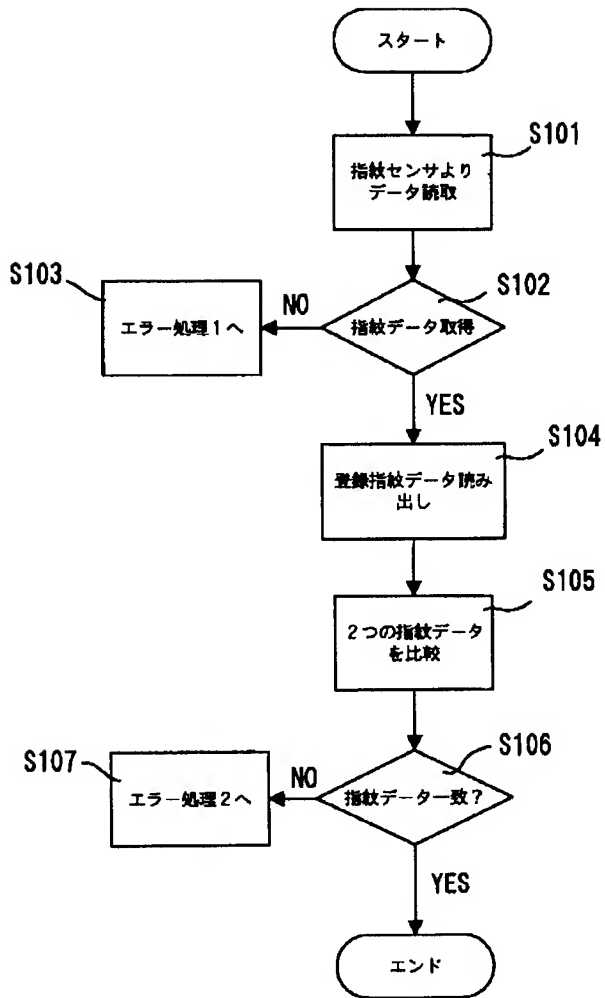 スタート
S101
指紋センサより
データ読取
S103
S102
エラー処理1へ
NO
指紋データ取得
YES
S104
登録指紋データ読み
出し
S105
2つの指紋データ
を比較
S107
S106
エラー処理2へ
NO
指紋データ一致?
YES
エンド